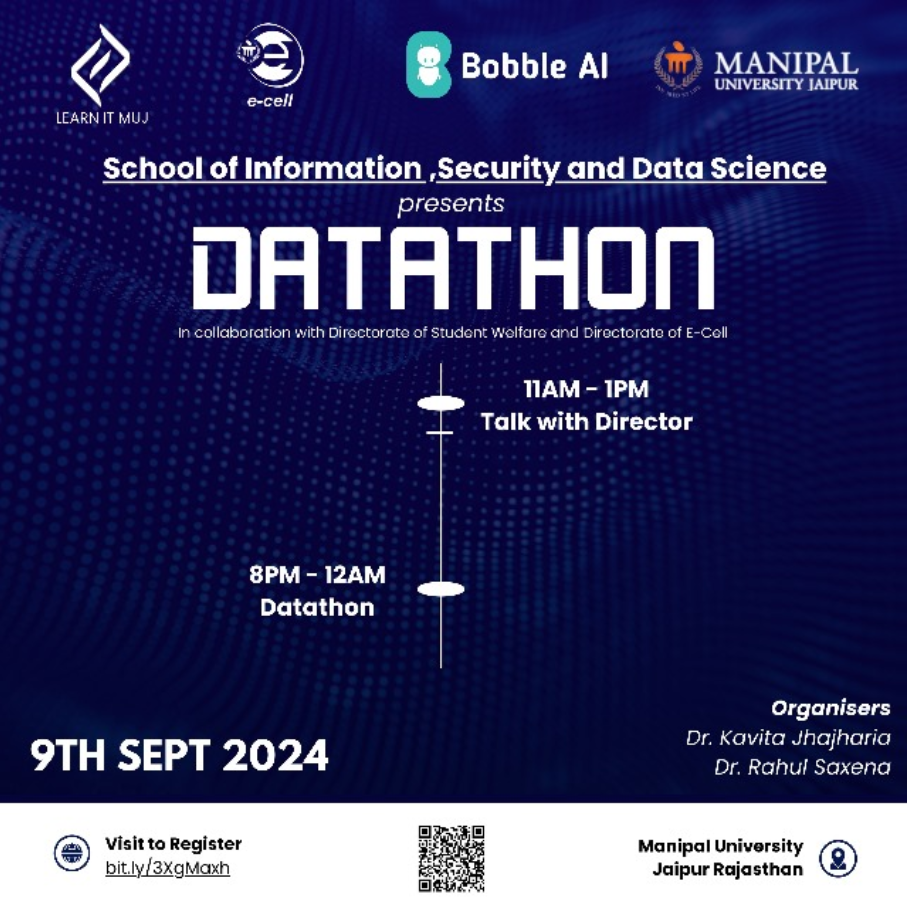 LEARN IT MUJ
e-cell
Bobble AI
MANIPAL
UNIVERSITY JAIPUR
School of Information ,Security and Data Science
presents
DATATHON
In collaboration with Directorate of Student Welfare and Directorate of E-Cell
11AM - 1PM
Talk with Director
8PM - 12AM
Datathon
Organisers
Dr. Kavita Jhajharia
Dr. Rahul Saxena
9TH SEPT 2024
Visit to Register
bit.ly/3XgMaxh
Manipal University
Jaipur Rajasthan